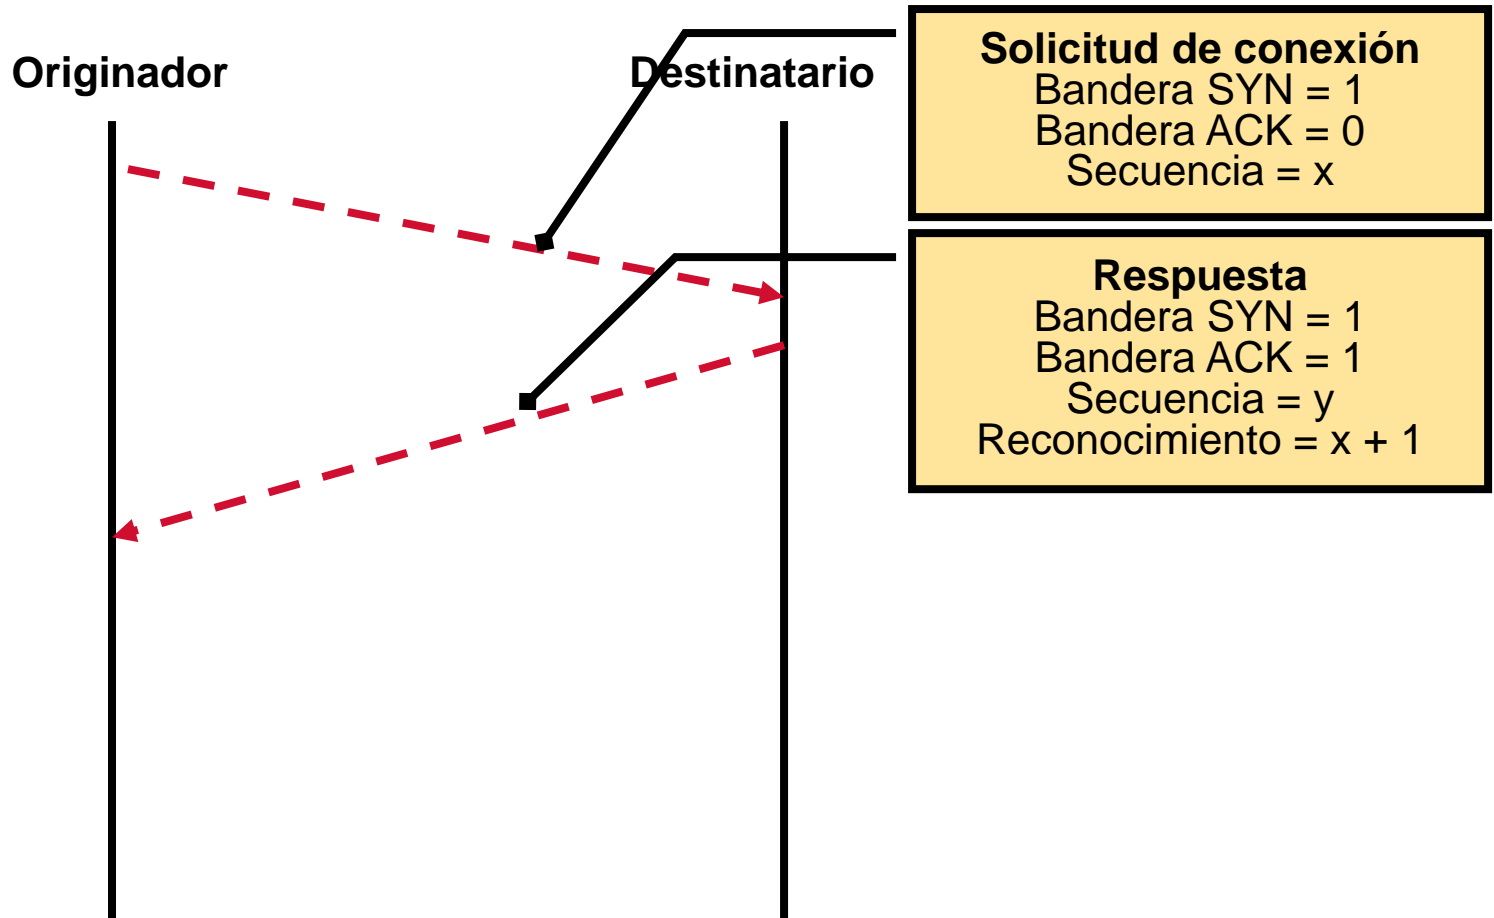 Originador
Destinatario
Solicitud de conexión
Bandera SYN = 1
Bandera ACK = 0
Secuencia = x
Respuesta
Bandera SYN = 1
Bandera ACK = 1
Secuencia = y
Reconocimiento = x + 1